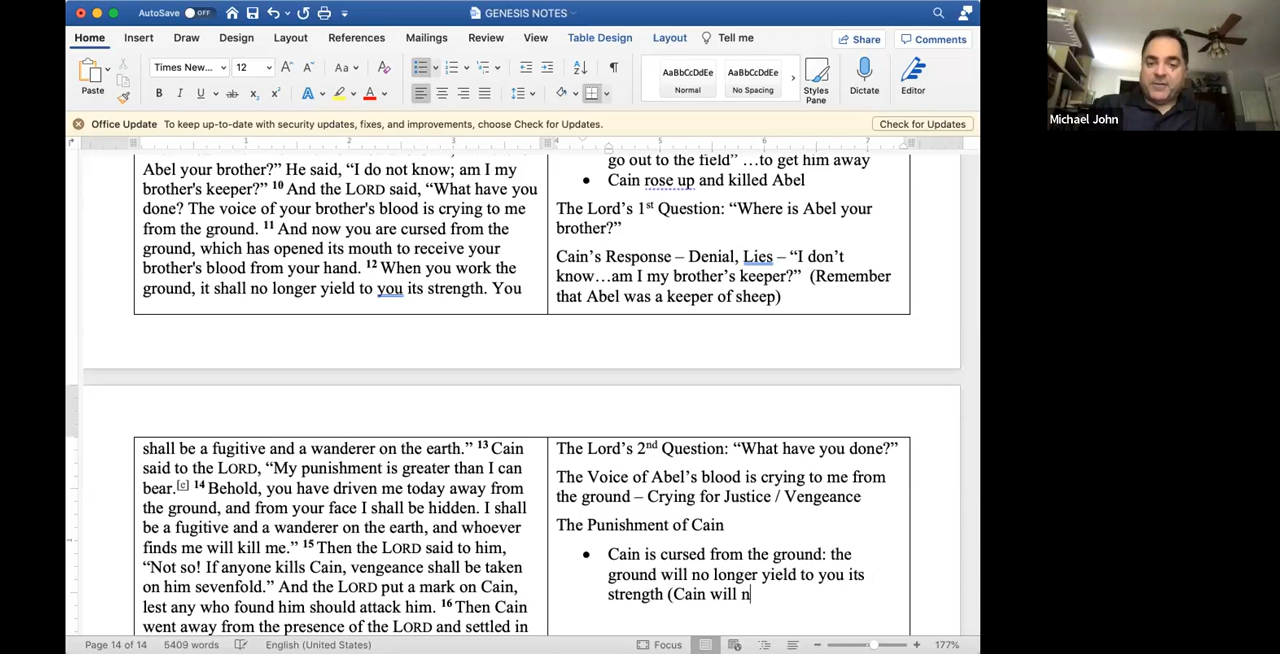 AutoSave OFF
GENESIS NOTES
Home Insert Draw Design Layout References Mailings Review View Table Design Layout Tell me Share Comments
Times New... 12 Aa
Paste
AaBbCcDdEe AaBbCcDdEe
Normal No Spacing
Styles Pane Dictate Editor
Office Update To keep up-to-date with security updates, fixes, and improvements, choose Check for Updates. Check for Updates
Abel your brother?” He said, “I do not know; am I my
brother's keeper?” 10 And the LORD said, “What have you
done? The voice of your brother's blood is crying to me
from the ground. 11 And now you are cursed from the
ground, which has opened its mouth to receive your
brother's blood from your hand. 12 When you work the
ground, it shall no longer yield to you its strength. You
go out to the field” …to get him away
• Cain rose up and killed Abel
The Lord’s 1st Question: “Where is Abel your
brother?”
Cain’s Response – Denial, Lies – “I don’t
know…am I my brother’s keeper?” (Remember
that Abel was a keeper of sheep)
shall be a fugitive and a wanderer on the earth.” 13 Cain
said to the LORD, “My punishment is greater than I can
bear.[c] 14 Behold, you have driven me today away from
the ground, and from your face I shall be hidden. I shall
be a fugitive and a wanderer on the earth, and whoever
finds me will kill me.” 15 Then the LORD said to him,
“Not so! If anyone kills Cain, vengeance shall be taken
on him sevenfold.” And the LORD put a mark on Cain,
lest any who found him should attack him. 16 Then Cain
went away from the presence of the LORD and settled in
The Lord’s 2nd Question: “What have you done?”
The Voice of Abel’s blood is crying to me from
the ground – Crying for Justice / Vengeance
The Punishment of Cain
• Cain is cursed from the ground: the
ground will no longer yield to you its
strength (Cain will n
Page 14 of 14 5409 words English (United States) Focus 177%
Michael John